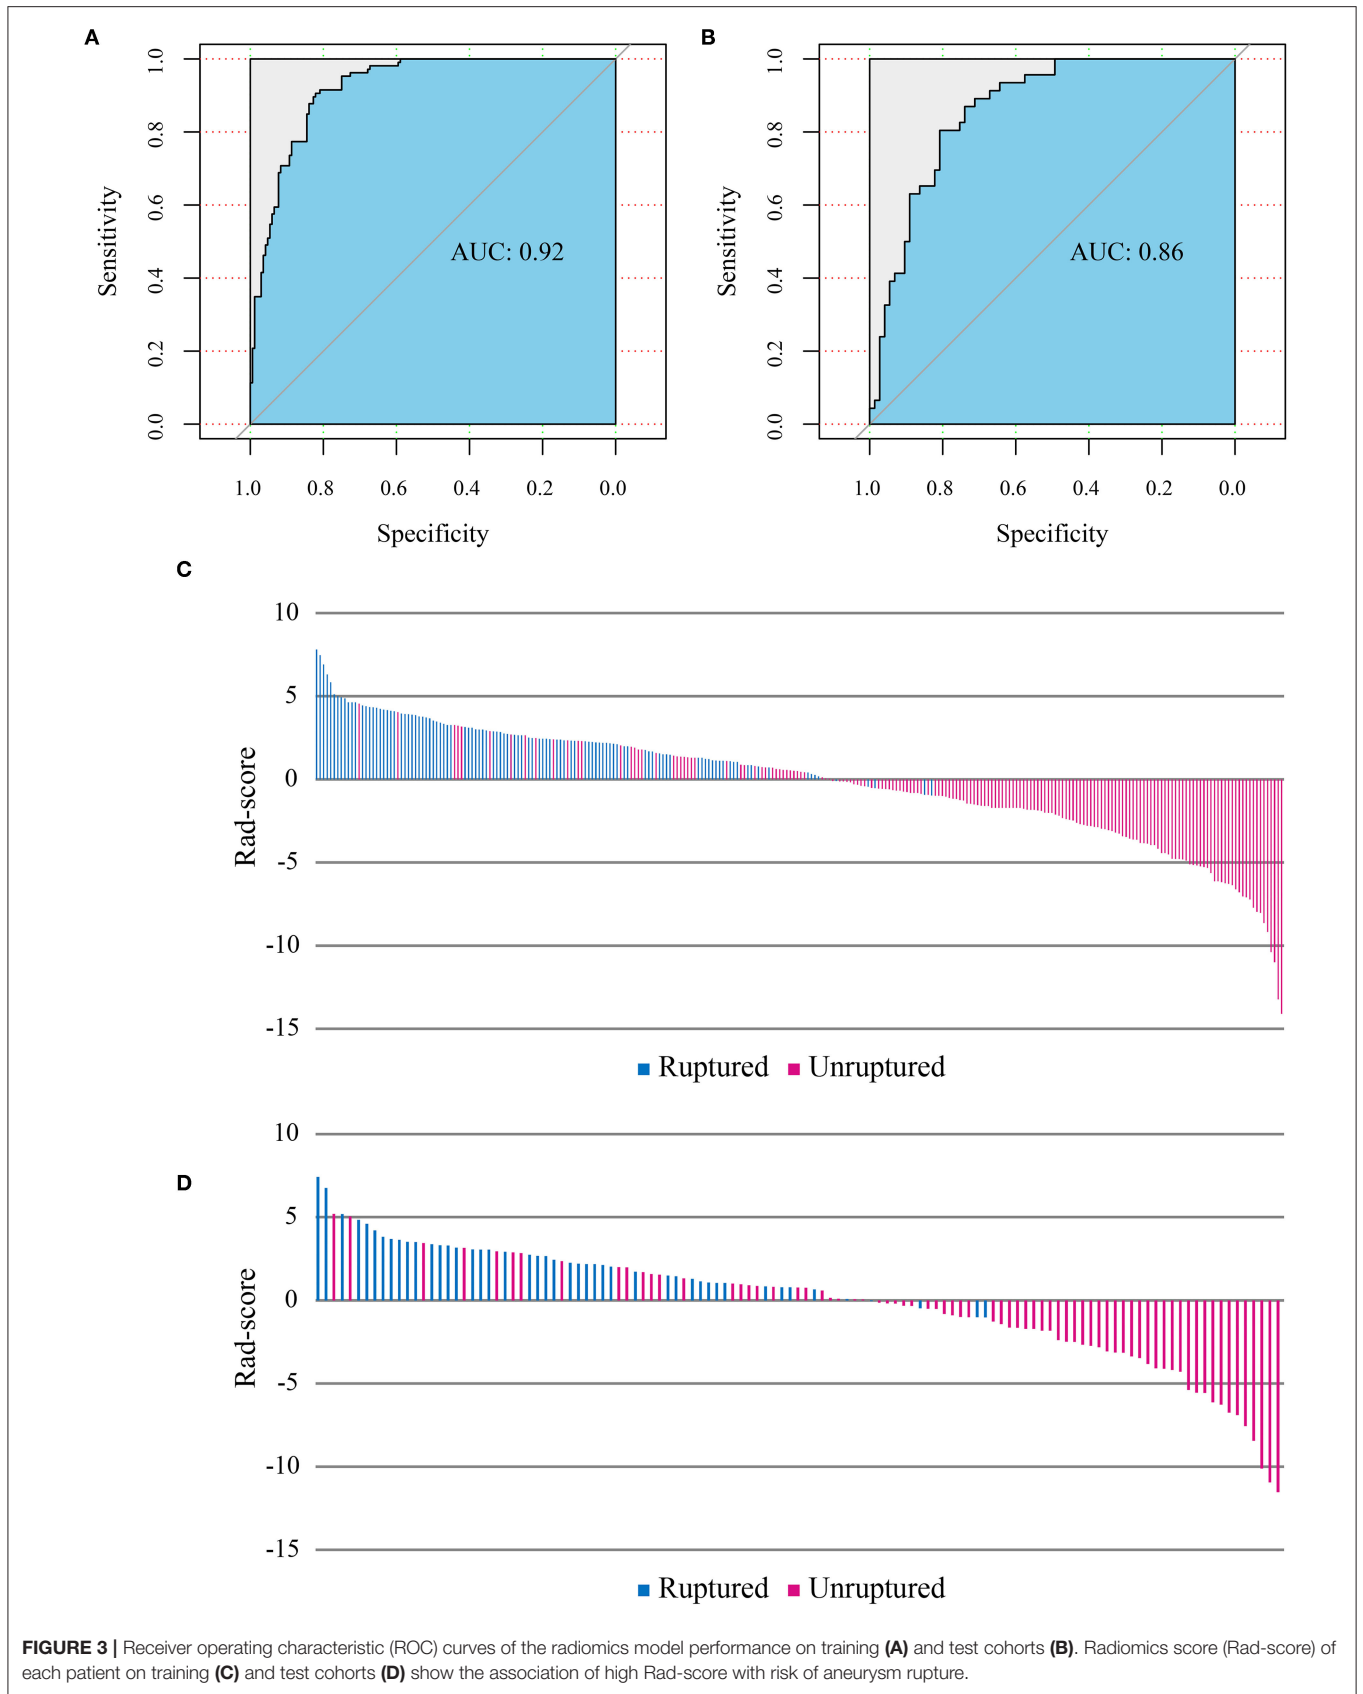 A
1.0
0.8
0.6
0.4
0.2
0.0
Sensitivity
AUC: 0.92
1.0 0.8 0.6 0.4 0.2 0.0
Specificity
B
1.0
0.8
0.6
0.4
0.2
0.0
Sensitivity
AUC: 0.86
1.0 0.8 0.6 0.4 0.2 0.0
Specificity
C
10
5
0
-5
-10
-15
Rad-score
Ruptured Unruptured
D
10
5
0
-5
-10
-15
Rad-score
Ruptured Unruptured
FIGURE 3 | Receiver operating characteristic (ROC) curves of the radiomics model performance on training (A) and test cohorts (B). Radiomics score (Rad-score) of
each patient on training (C) and test cohorts (D) show the association of high Rad-score with risk of aneurysm rupture.